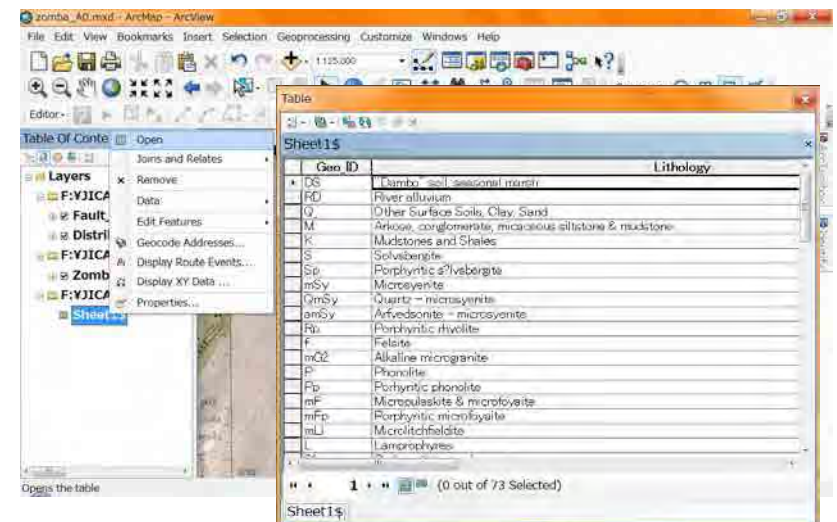 zomba_A0.mxd - ArcMap - ArcView
File Edit View Bookmarks Insert Selection Geoprocessing Customize Windows Help
1:125,000
Editor
Table Of Conte
Layers
F:¥JICA
Fault_
Distri
F:¥JICA
Zomb
F:¥JICA
Sheet1$
Open
Joins and Relates
Remove
Data
Edit Features
Geocode Addresses...
Display Route Events...
Display XY Data ...
Properties...
Table
Sheet1$
Geo_ID Lithology
DS "Dambo" soil seasonal marsh
RD River alluvium
Q Other Surface Soils, Clay, Sand
M Arkose, conglomerate, micaceous siltstone & mudstone
K Mudstones and Shales
S Solvsbergite
Sp Porphyritic s?lvsbergite
mSy Microsyenite
QmSy Quartz - microsyenite
amSy Arfvedsonite - microsyenite
Rp Porphyritic rhyolite
f Felsite
mG2 Alkaline microgranite
P Phonolite
Pp Porhyritic phonolite
mF Micropulaskite & microfoyaite
mFp Porphyritic microfoyaite
mLi Microlitchfieldite
L Lamprophyres
1 (0 out of 73 Selected)
Sheet1$
Opens the table